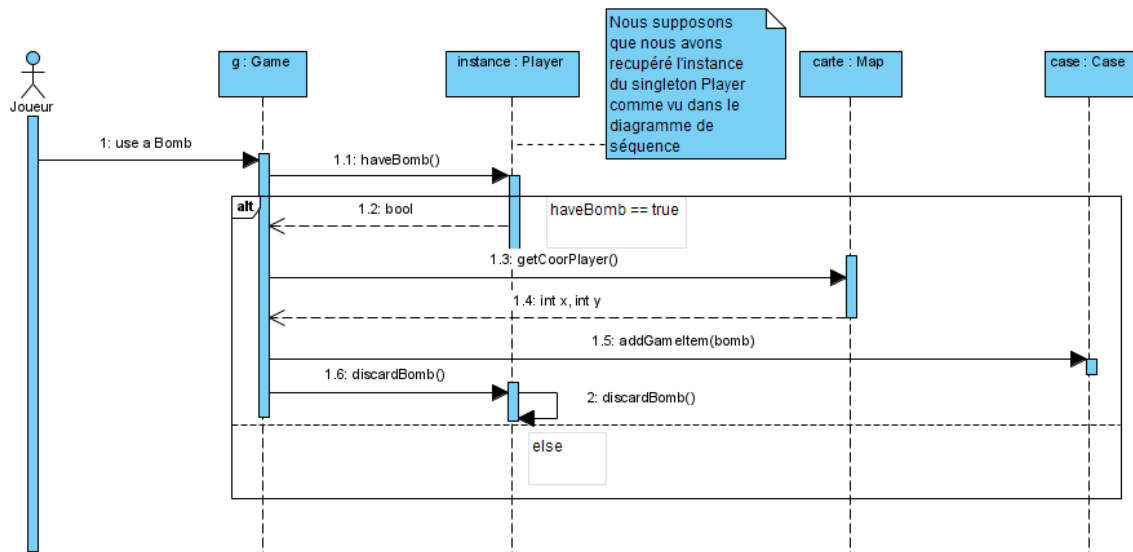 Nous supposons
que nous avons
recupéré l'instance
du singleton Player
comme vu dans le
diagramme de
séquence
g : Game
instance : Player
carte : Map
case : Case
Joueur
1: use a Bomb
1.1: haveBomb()
alt
1.2: bool
haveBomb == true
1.3: getCoorPlayer()
1.4: int x, int y
1.5: addGameItem(bomb)
1.6: discardBomb()
2: discardBomb()
else